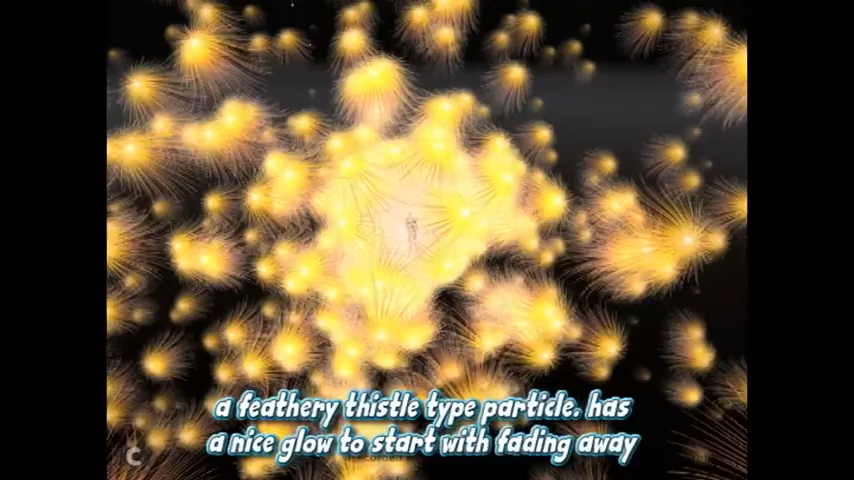 a feathery thistle type particle. has
a nice glow to start with fading away
C